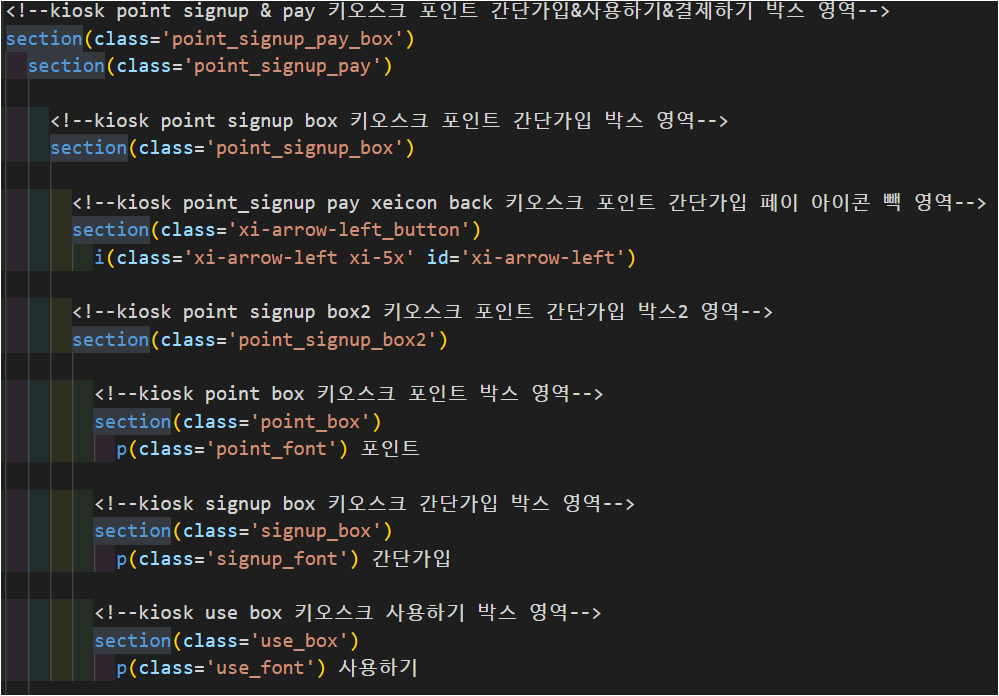 <!--kiosk point signup & pay 키오스크 포인트 간단가입&사용하기&결제하기 박스 영역-->
section(class='point_signup_pay_box')
section(class='point_signup_pay')
<!--kiosk point signup box 키오스크 포인트 간단가입 박스 영역-->
section(class='point_signup_box')
<!--kiosk point_signup pay xeicon back 키오스크 포인트 간단가입 페이 아이콘 빽 영역-->
section(class='xi-arrow-left_button')
i(class='xi-arrow-left xi-5x' id='xi-arrow-left')
<!--kiosk point signup box2 키오스크 포인트 간단가입 박스2 영역-->
section(class='point_signup_box2')
<!--kiosk point box 키오스크 포인트 박스 영역-->
section(class='point_box')
p(class='point_font') 포인트
<!--kiosk signup box 키오스크 간단가입 박스 영역-->
section(class='signup_box')
p(class='signup_font') 간단가입
<!--kiosk use box 키오스크 사용하기 박스 영역-->
section(class='use_box')
p(class='use_font') 사용하기